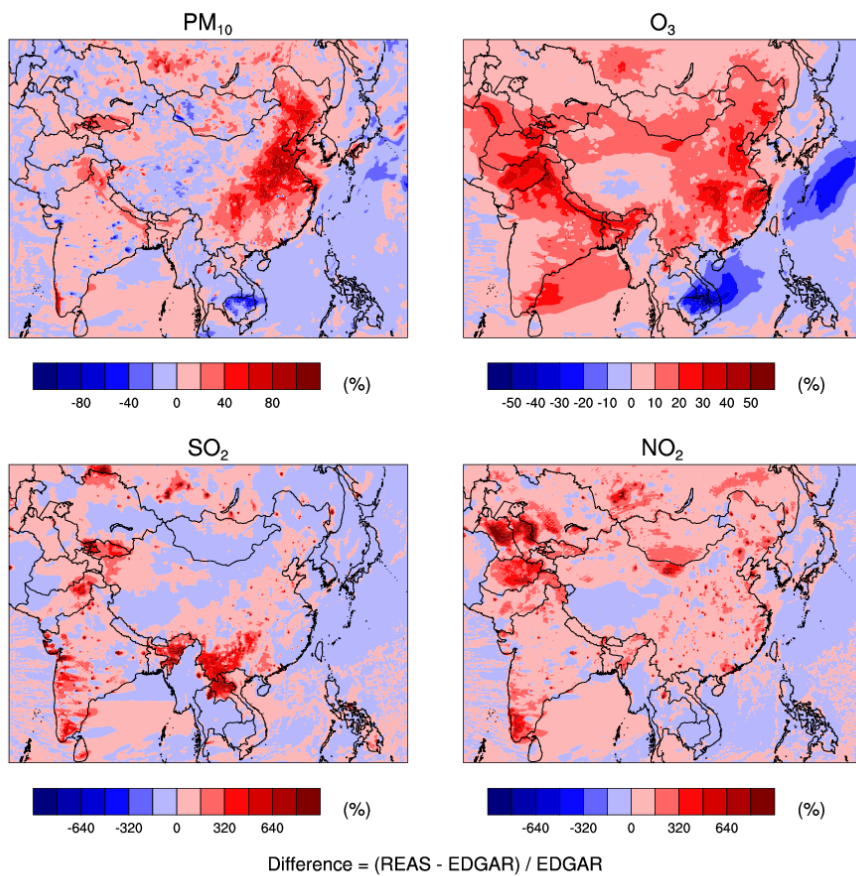 PM₁₀
O₃
-80 -40 0 40 80 (%)
-50 -40 -30 -20 -10 0 10 20 30 40 50 (%)
SO₂
NO₂
-640 -320 0 320 640 (%)
-640 -320 0 320 640 (%)
Difference = (REAS - EDGAR) / EDGAR